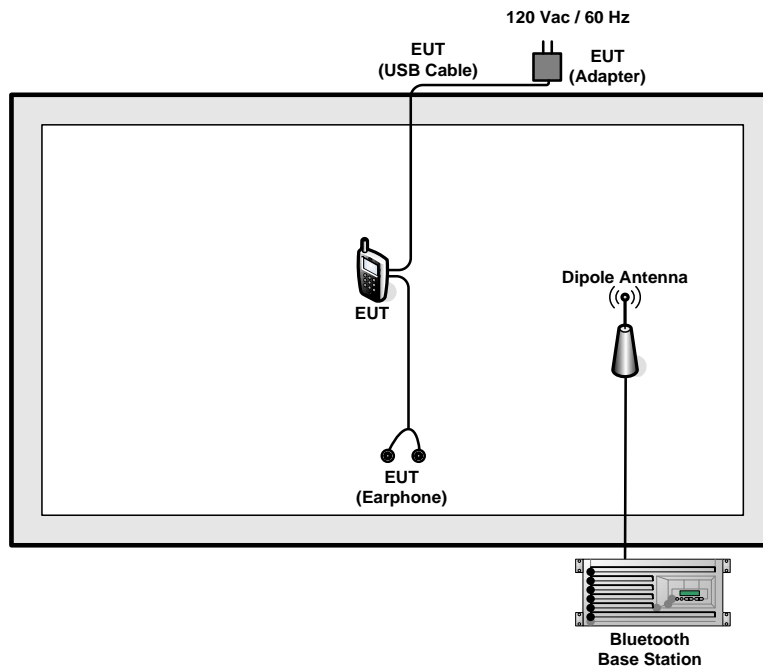 120 Vac / 60 Hz
EUT
(USB Cable)
EUT
(Adapter)
EUT
Dipole Antenna
EUT
(Earphone)
Bluetooth
Base Station